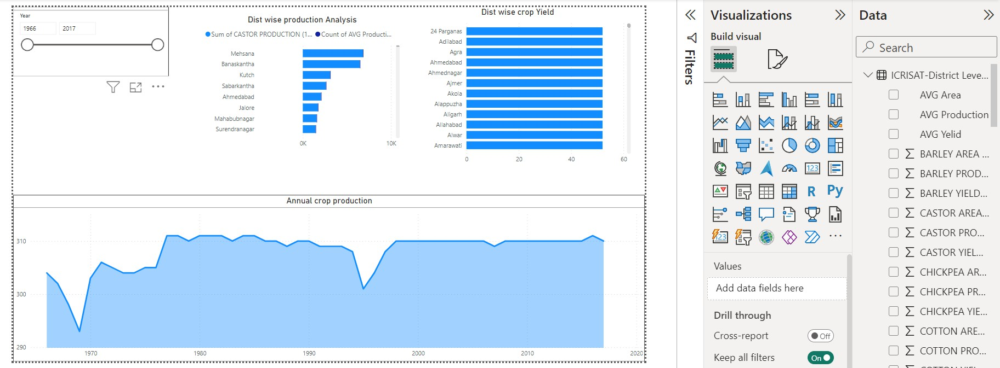 Year
1966 2017
Dist wise production Analysis
Sum of CASTOR PRODUCTION (1... Count of AVG Producti...
Mehsana
Banaskantha
Kutch
Sabarkantha
Ahmedabad
Jalore
Mahabubnagar
Surendranagar
0K 10K
Dist wise crop Yield
24 Parganas
Adilabad
Agra
Ahmedabad
Ahmednagar
Ajmer
Akola
Alappuzha
Aligarh
Allahabad
Alwar
Amarawati
0 20 40 60
Annual crop production
310
300
290
1970 1980 1990 2000 2010 2020
Filters
Visualizations
Build visual
123
R Py
123
Values
Add data fields here
Drill through
Cross-report Off
Keep all filters On
Data
Search
ICRISAT-District Leve...
AVG Area
AVG Production
AVG Yelid
BARLEY AREA ...
BARLEY PROD...
BARLEY YIELD...
CASTOR AREA...
CASTOR PRO...
CASTOR YIEL...
CHICKPEA AR...
CHICKPEA PR...
CHICKPEA YIE...
COTTON ARE...
COTTON PRO...